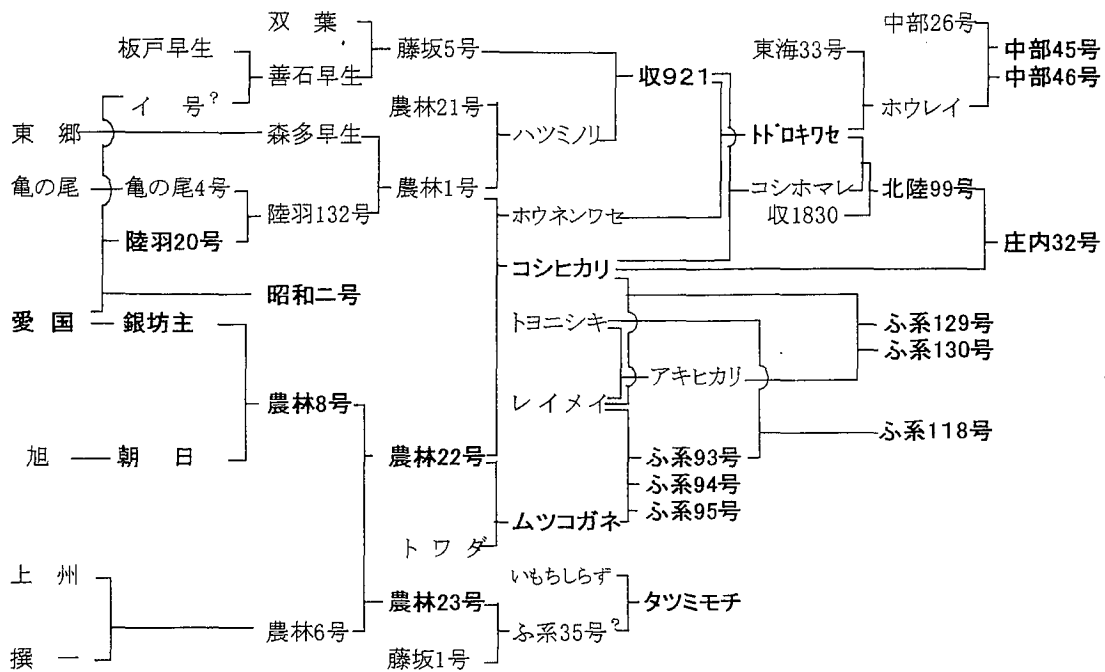 双 葉
中部26号
板戸早生
藤坂5号
東海33号
中部45号
善石早生
収921
中部46号
イ 号?
農林21号
ホウレイ
東 郷
森多早生
ハツミノリ
トドロキワセ
亀の尾
亀の尾4号
農林1号
コシホマレ
北陸99号
陸羽132号
ホウネンワセ
収1830
陸羽20号
庄内32号
コシヒカリ
昭和二号
愛 国
銀坊主
トヨニシキ
ふ系129号
ふ系130号
アキヒカリ
農林8号
レイメイ
ふ系118号
旭
朝 日
農林22号
ふ系93号
ふ系94号
ムツコガネ
ふ系95号
トワダ
上 州
いもちしらず
農林23号
タツミモチ
農林6号
ふ系35号?
撰 一
藤坂1号